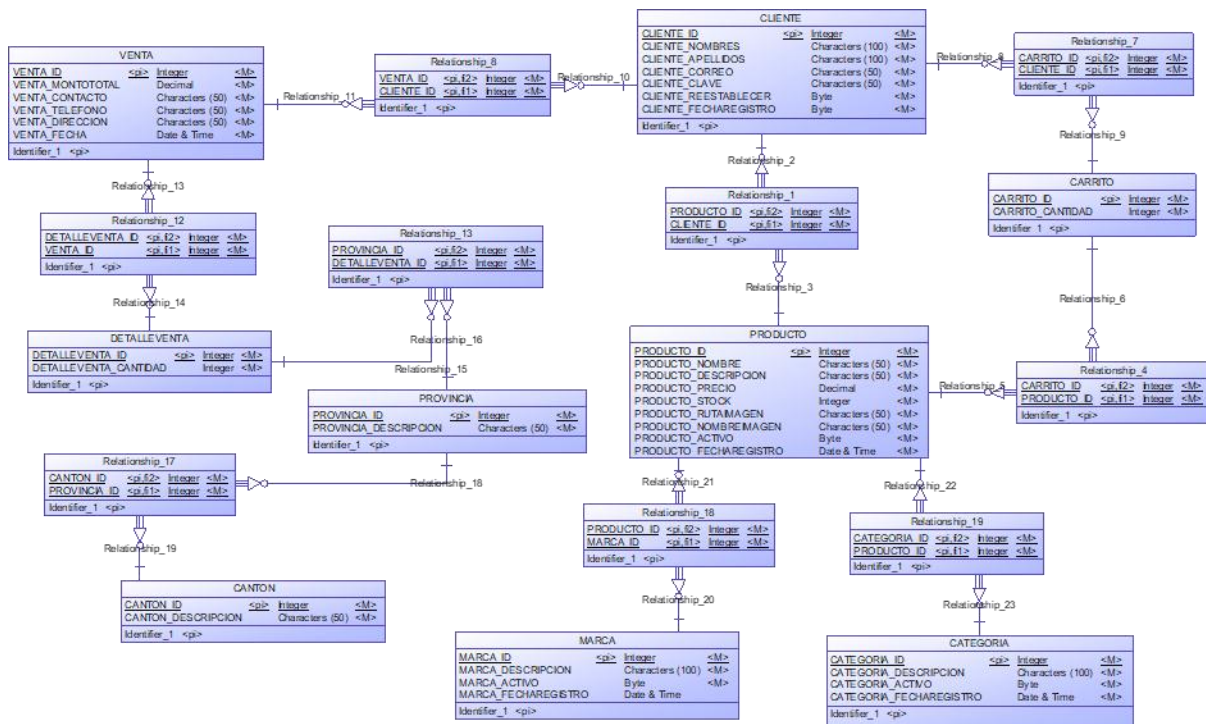 CLIENTE
CLIENTE_ID <pi> Integer <M>
CLIENTE_NOMBRES Characters (100) <M>
CLIENTE_APELLIDOS Characters (100) <M>
CLIENTE_CORREO Characters (50) <M>
CLIENTE_CLAVE Characters (50) <M>
CLIENTE_REESTABLECER Byte <M>
CLIENTE_FECHAREGISTRO Byte <M>
Identifier_1 <pi>
Relationship_7
CARRITO_ID <pi,fi2> Integer <M>
CLIENTE_ID <pi,fi1> Integer <M>
Identifier_1 <pi>
Relationship_8
VENTA
VENTA_ID <pi> Integer <M>
VENTA_MONTOTOTAL Decimal <M>
VENTA_CONTACTO Characters (50) <M>
VENTA_TELEFONO Characters (50) <M>
VENTA_DIRECCION Characters (50) <M>
VENTA_FECHA Date & Time <M>
Identifier_1 <pi>
Relationship_8
VENTA_ID <pi,fi2> Integer <M>
CLIENTE_ID <pi,fi1> Integer <M>
Identifier_1 <pi>
Relationship_10
Relationship_11
Relationship_9
Relationship_2
Relationship_13
Relationship_1
PRODUCTO_ID <pi,fi2> Integer <M>
CLIENTE_ID <pi,fi1> Integer <M>
Identifier_1 <pi>
CARRITO
CARRITO_ID <pi> Integer <M>
CARRITO_CANTIDAD Integer <M>
Identifier_1 <pi>
Relationship_12
DETALLEVENTA_ID <pi,fi2> Integer <M>
VENTA_ID <pi,fi1> Integer <M>
Identifier_1 <pi>
Relationship_13
PROVINCIA_ID <pi,fi2> Integer <M>
DETALLEVENTA_ID <pi,fi1> Integer <M>
Identifier_1 <pi>
Relationship_3
Relationship_14
Relationship_6
DETALLEVENTA
DETALLEVENTA_ID <pi> Integer <M>
DETALLEVENTA_CANTIDAD Integer <M>
Identifier_1 <pi>
Relationship_16
Relationship_15
PRODUCTO
PRODUCTO_ID <pi> Integer <M>
PRODUCTO_NOMBRE Characters (50) <M>
PRODUCTO_DESCRIPCION Characters (50) <M>
PRODUCTO_PRECIO Decimal <M>
PRODUCTO_STOCK Integer <M>
PRODUCTO_RUTAIMAGEN Characters (50) <M>
PRODUCTO_NOMBREIMAGEN Characters (50) <M>
PRODUCTO_ACTIVO Byte <M>
PRODUCTO_FECHAREGISTRO Date & Time <M>
Identifier_1 <pi>
Relationship_5
Relationship_4
CARRITO_ID <pi,fi2> Integer <M>
PRODUCTO_ID <pi,fi1> Integer <M>
Identifier_1 <pi>
PROVINCIA
PROVINCIA_ID <pi> Integer <M>
PROVINCIA_DESCRIPCION Characters (50) <M>
Identifier_1 <pi>
Relationship_17
CANTON_ID <pi,fi2> Integer <M>
PROVINCIA_ID <pi,fi1> Integer <M>
Identifier_1 <pi>
Relationship_18
Relationship_21
Relationship_22
Relationship_18
PRODUCTO_ID <pi,fi2> Integer <M>
MARCA_ID <pi,fi1> Integer <M>
Identifier_1 <pi>
Relationship_19
CATEGORIA_ID <pi,fi2> Integer <M>
PRODUCTO_ID <pi,fi1> Integer <M>
Identifier_1 <pi>
Relationship_19
CANTON
CANTON_ID <pi> Integer <M>
CANTON_DESCRIPCION Characters (50) <M>
Identifier_1 <pi>
Relationship_20
Relationship_23
MARCA
MARCA_ID <pi> Integer <M>
MARCA_DESCRIPCION Characters (100) <M>
MARCA_ACTIVO Byte <M>
MARCA_FECHAREGISTRO Date & Time
Identifier_1 <pi>
CATEGORIA
CATEGORIA_ID <pi> Integer <M>
CATEGORIA_DESCRIPCION Characters (100) <M>
CATEGORIA_ACTIVO Byte <M>
CATEGORIA_FECHAREGISTRO Date & Time <M>
Identifier_1 <pi>